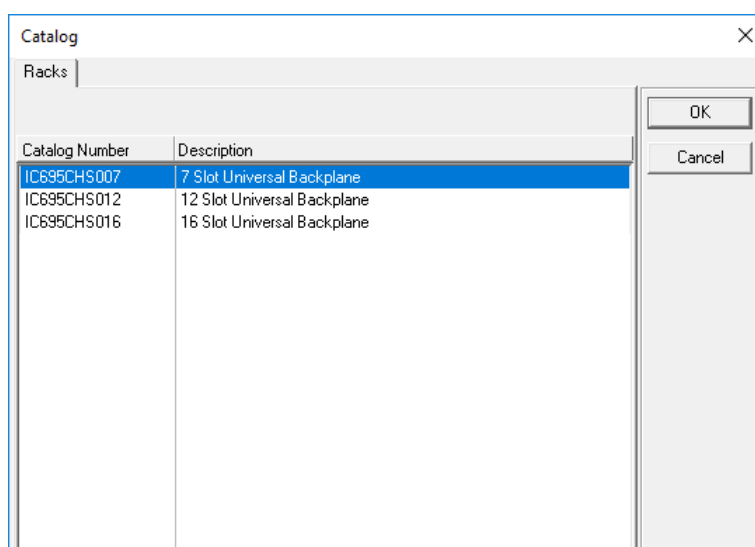 Catalog
Racks
OK
Cancel
Catalog Number Description
IC695CHS007 7 Slot Universal Backplane
IC695CHS012 12 Slot Universal Backplane
IC695CHS016 16 Slot Universal Backplane